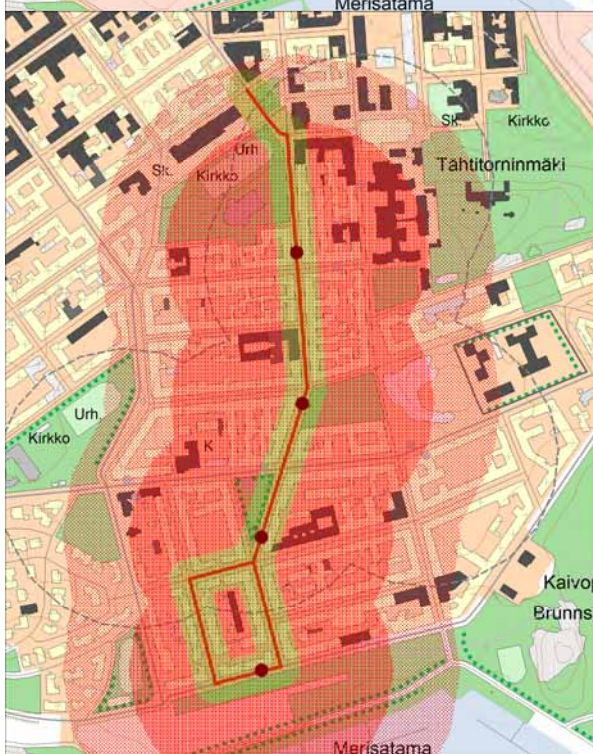 Merisatama
Sk.
Kirkko
Urh
Tähtitorninmäki
Sk.
Kirkko
Urh.
Kirkko
K
Kaivop
Brunns
Merisatama